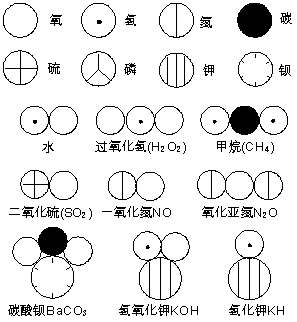 氧 氢 氮 碳
硫 磷 钾 钡
水 过氧化氢(H₂O₂) 甲烷(CH₄)
二氧化硫(SO₂) 一氧化氮NO 氧化亚氮N₂O
碳酸钡BaCO₃ 氢氧化钾KOH 氢化钾KH